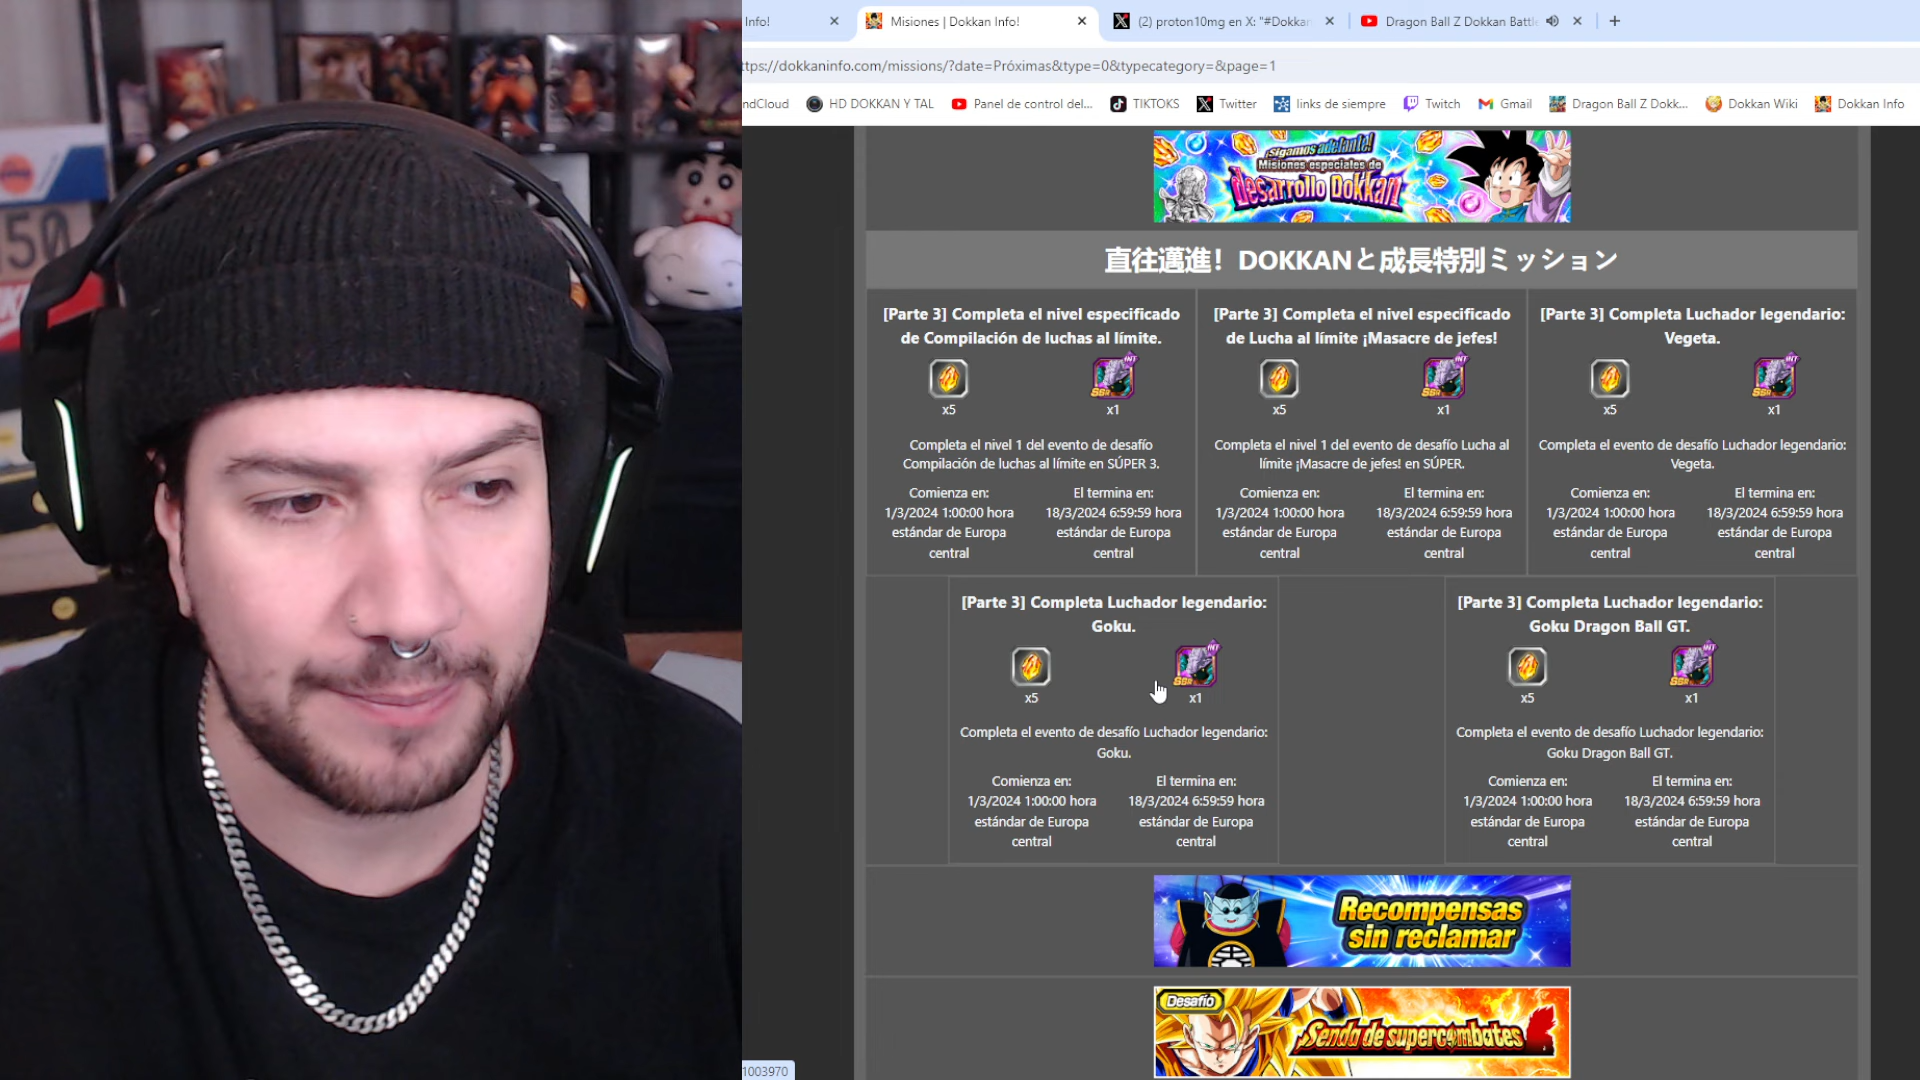 Info!
Misiones | Dokkan Info!
(2) proton10mg en X: "#Dokkan
Dragon Ball Z Dokkan Battle
ttps://dokkaninfo.com/missions/?date=Próximas&type=0&typecategory=&page=1
ndCloud
HD DOKKAN Y TAL
Panel de control del...
TIKTOKS
Twitter
links de siempre
Twitch
Gmail
Dragon Ball Z Dokk...
Dokkan Wiki
Dokkan Info
¡Sigamos adelante!
Misiones especiales de
desarrollo Dokkan
直往邁進！DOKKANと成長特別ミッション
[Parte 3] Completa el nivel especificado
de Compilación de luchas al límite.
INT
SSR
x5
x1
Completa el nivel 1 del evento de desafío
Compilación de luchas al límite en SÚPER 3.
Comienza en:
1/3/2024 1:00:00 hora
estándar de Europa
central
El termina en:
18/3/2024 6:59:59 hora
estándar de Europa
central
[Parte 3] Completa el nivel especificado
de Lucha al límite ¡Masacre de jefes!
INT
SSR
x5
x1
Completa el nivel 1 del evento de desafío Lucha al
límite ¡Masacre de jefes! en SÚPER.
Comienza en:
1/3/2024 1:00:00 hora
estándar de Europa
central
El termina en:
18/3/2024 6:59:59 hora
estándar de Europa
central
[Parte 3] Completa Luchador legendario:
Vegeta.
INT
SSR
x5
x1
Completa el evento de desafío Luchador legendario:
Vegeta.
Comienza en:
1/3/2024 1:00:00 hora
estándar de Europa
central
El termina en:
18/3/2024 6:59:59 hora
estándar de Europa
central
[Parte 3] Completa Luchador legendario:
Goku.
INT
SSR
x5
x1
Completa el evento de desafío Luchador legendario:
Goku.
Comienza en:
1/3/2024 1:00:00 hora
estándar de Europa
central
El termina en:
18/3/2024 6:59:59 hora
estándar de Europa
central
[Parte 3] Completa Luchador legendario:
Goku Dragon Ball GT.
INT
SSR
x5
x1
Completa el evento de desafío Luchador legendario:
Goku Dragon Ball GT.
Comienza en:
1/3/2024 1:00:00 hora
estándar de Europa
central
El termina en:
18/3/2024 6:59:59 hora
estándar de Europa
central
Recompensas
sin reclamar
Desafío
Senda de supercombates
1003970